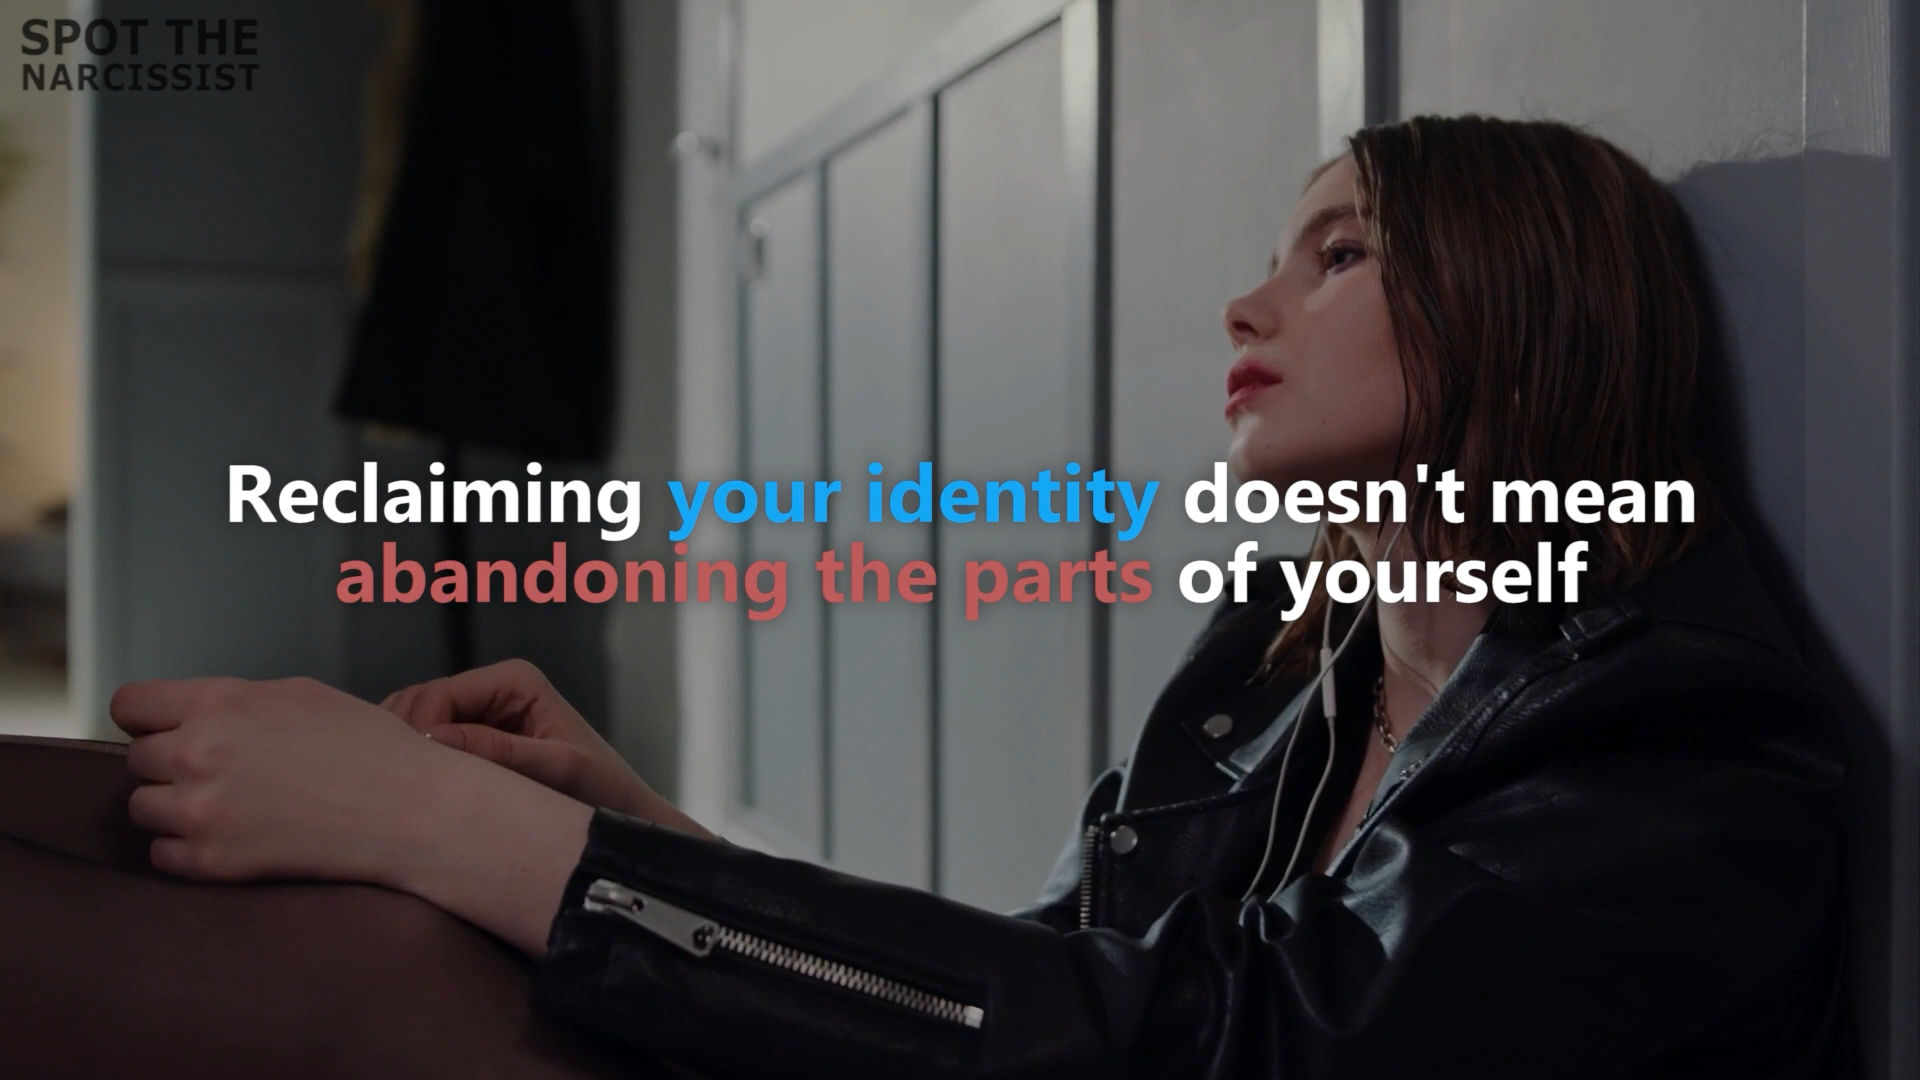 SPOT THE
NARCISSIST
Reclaiming your identity doesn't mean
abandoning the parts of yourself